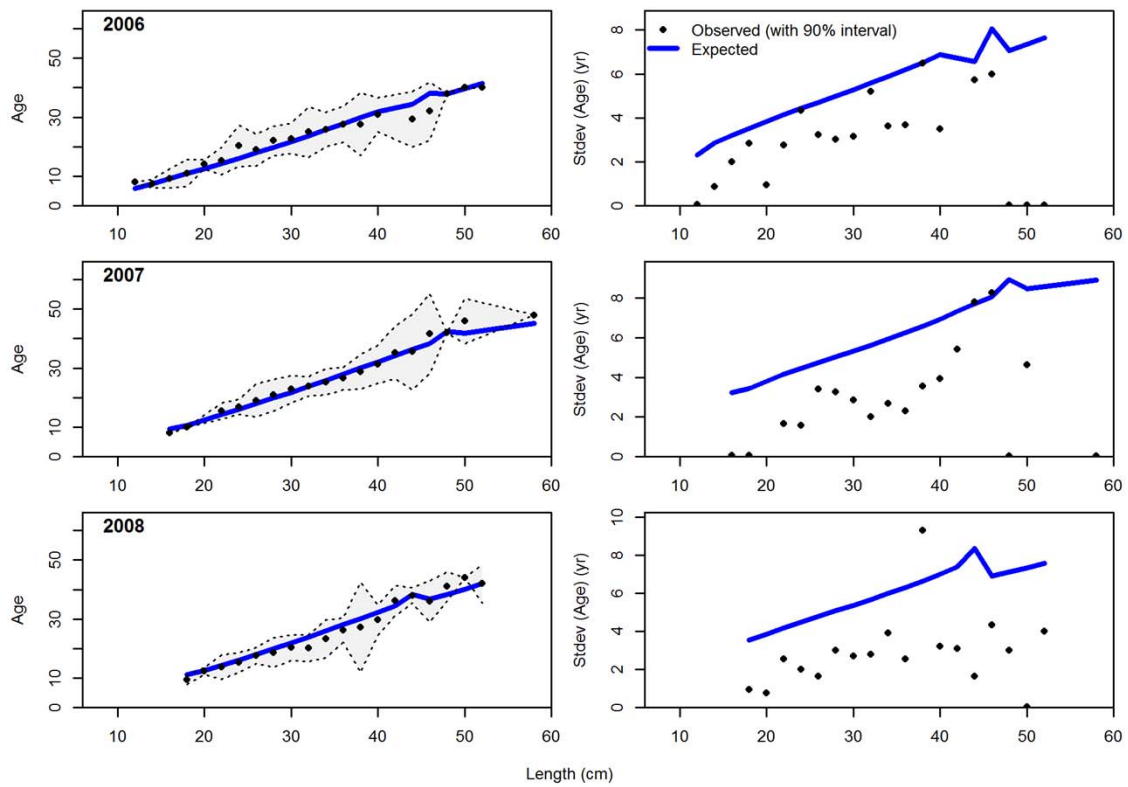 2006
Age
0 10 30 50
10 20 30 40 50 60
Stdev (Age) (yr)
0 2 4 6 8
Observed (with 90% interval)
Expected
10 20 30 40 50 60
2007
Age
0 10 30 50
10 20 30 40 50 60
Stdev (Age) (yr)
0 2 4 6 8
10 20 30 40 50 60
2008
Age
0 10 30 50
10 20 30 40 50 60
Stdev (Age) (yr)
0 2 4 6 8 10
10 20 30 40 50 60
Length (cm)